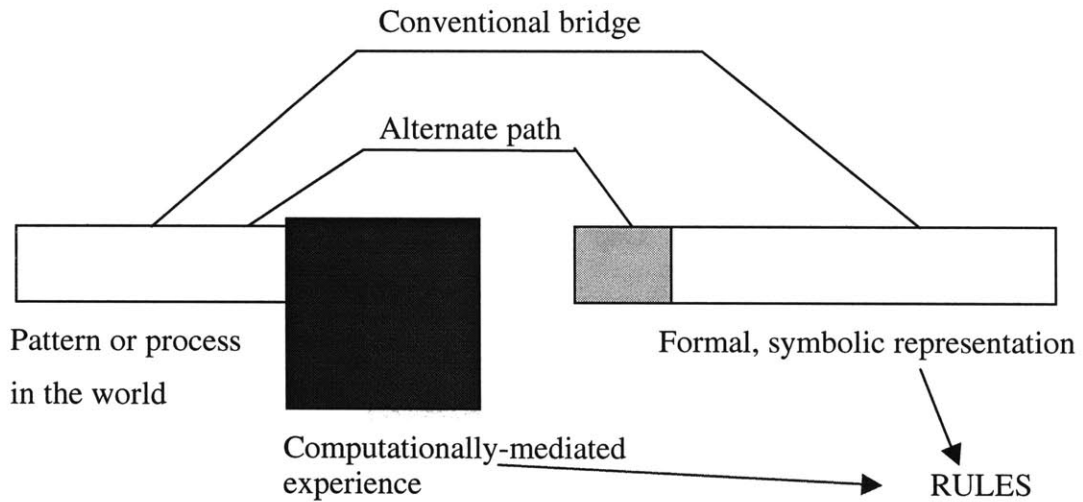 Conventional bridge
Alternate path
Pattern or process
in the world
Formal, symbolic representation
Computationally-mediated
experience
RULES